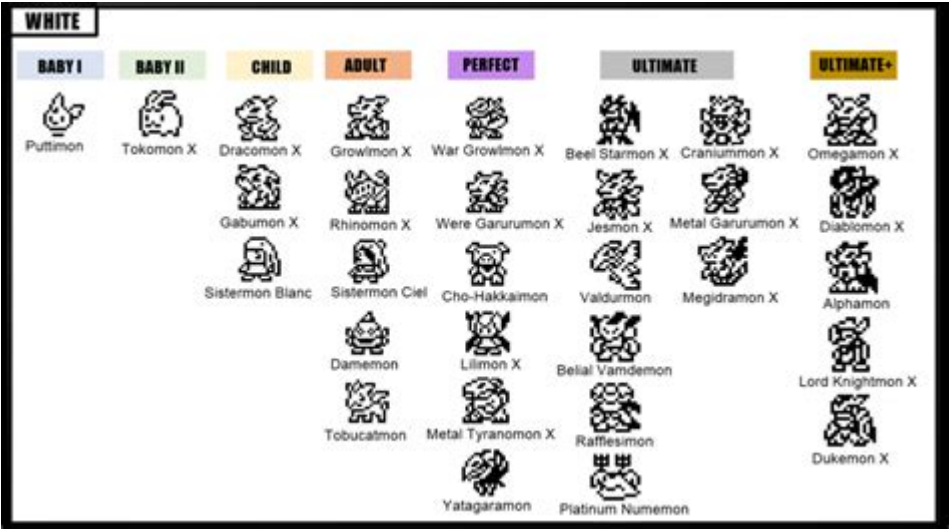 WHITE
BABY I BABY II CHILD ADULT PERFECT ULTIMATE ULTIMATE+
Puttimon Tokomon X Dracomon X Growlmon X War Growlmon X Beel Starmon X Craniummon X Omegamon X
Gabumon X Rhinomon X Were Garurumon X Jesmon X Metal Garurumon X Diablomon X
Sistermon Blanc Sistermon Ciel Cho-Hakkaimon Valdurmon Megidramon X Alphamon
Damemon Lilimon X Belial Vamdemon Lord Knightmon X
Tobucatmon Metal Tyranomon X Rafflesimon Dukemon X
Yatagaramon Platinum Numemon